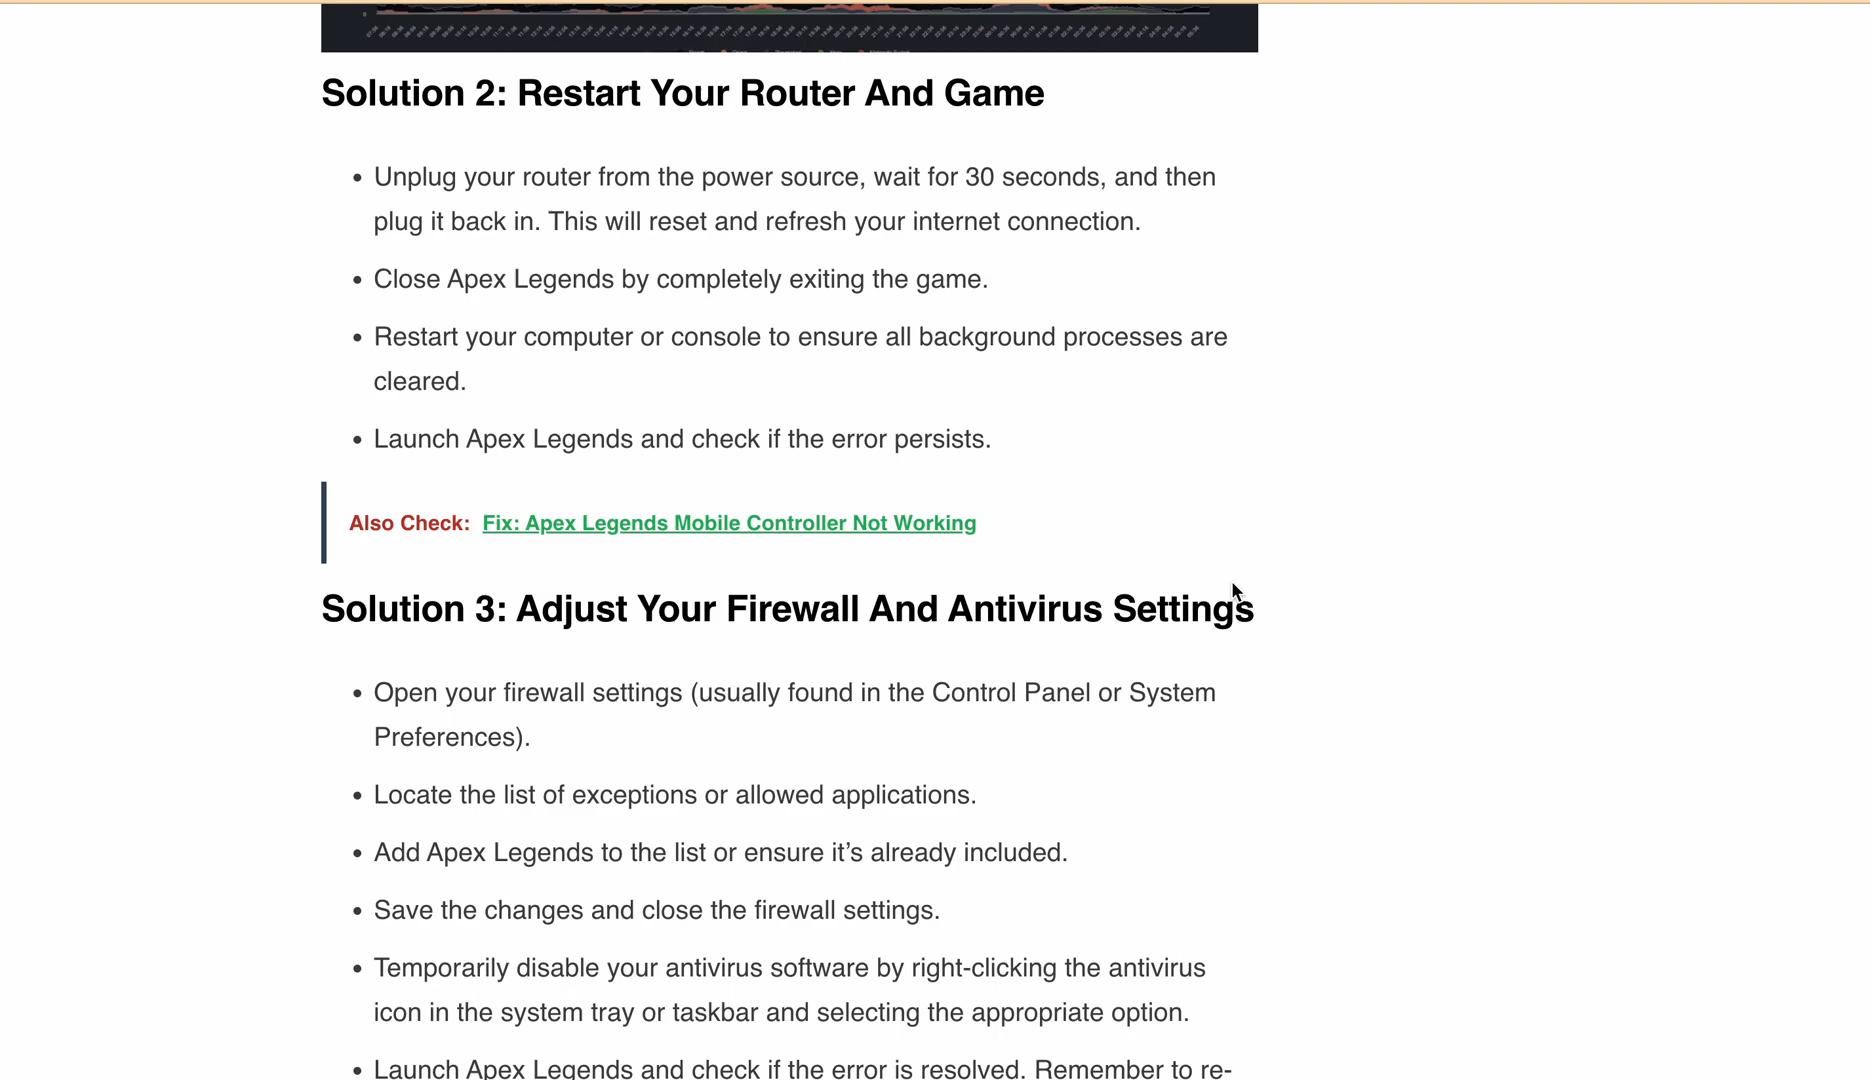 Solution 2: Restart Your Router And Game
• Unplug your router from the power source, wait for 30 seconds, and then
plug it back in. This will reset and refresh your internet connection.
• Close Apex Legends by completely exiting the game.
• Restart your computer or console to ensure all background processes are
cleared.
• Launch Apex Legends and check if the error persists.
Also Check: Fix: Apex Legends Mobile Controller Not Working
Solution 3: Adjust Your Firewall And Antivirus Settings
• Open your firewall settings (usually found in the Control Panel or System
Preferences).
• Locate the list of exceptions or allowed applications.
• Add Apex Legends to the list or ensure it’s already included.
• Save the changes and close the firewall settings.
• Temporarily disable your antivirus software by right-clicking the antivirus
icon in the system tray or taskbar and selecting the appropriate option.
• Launch Apex Legends and check if the error is resolved. Remember to re-